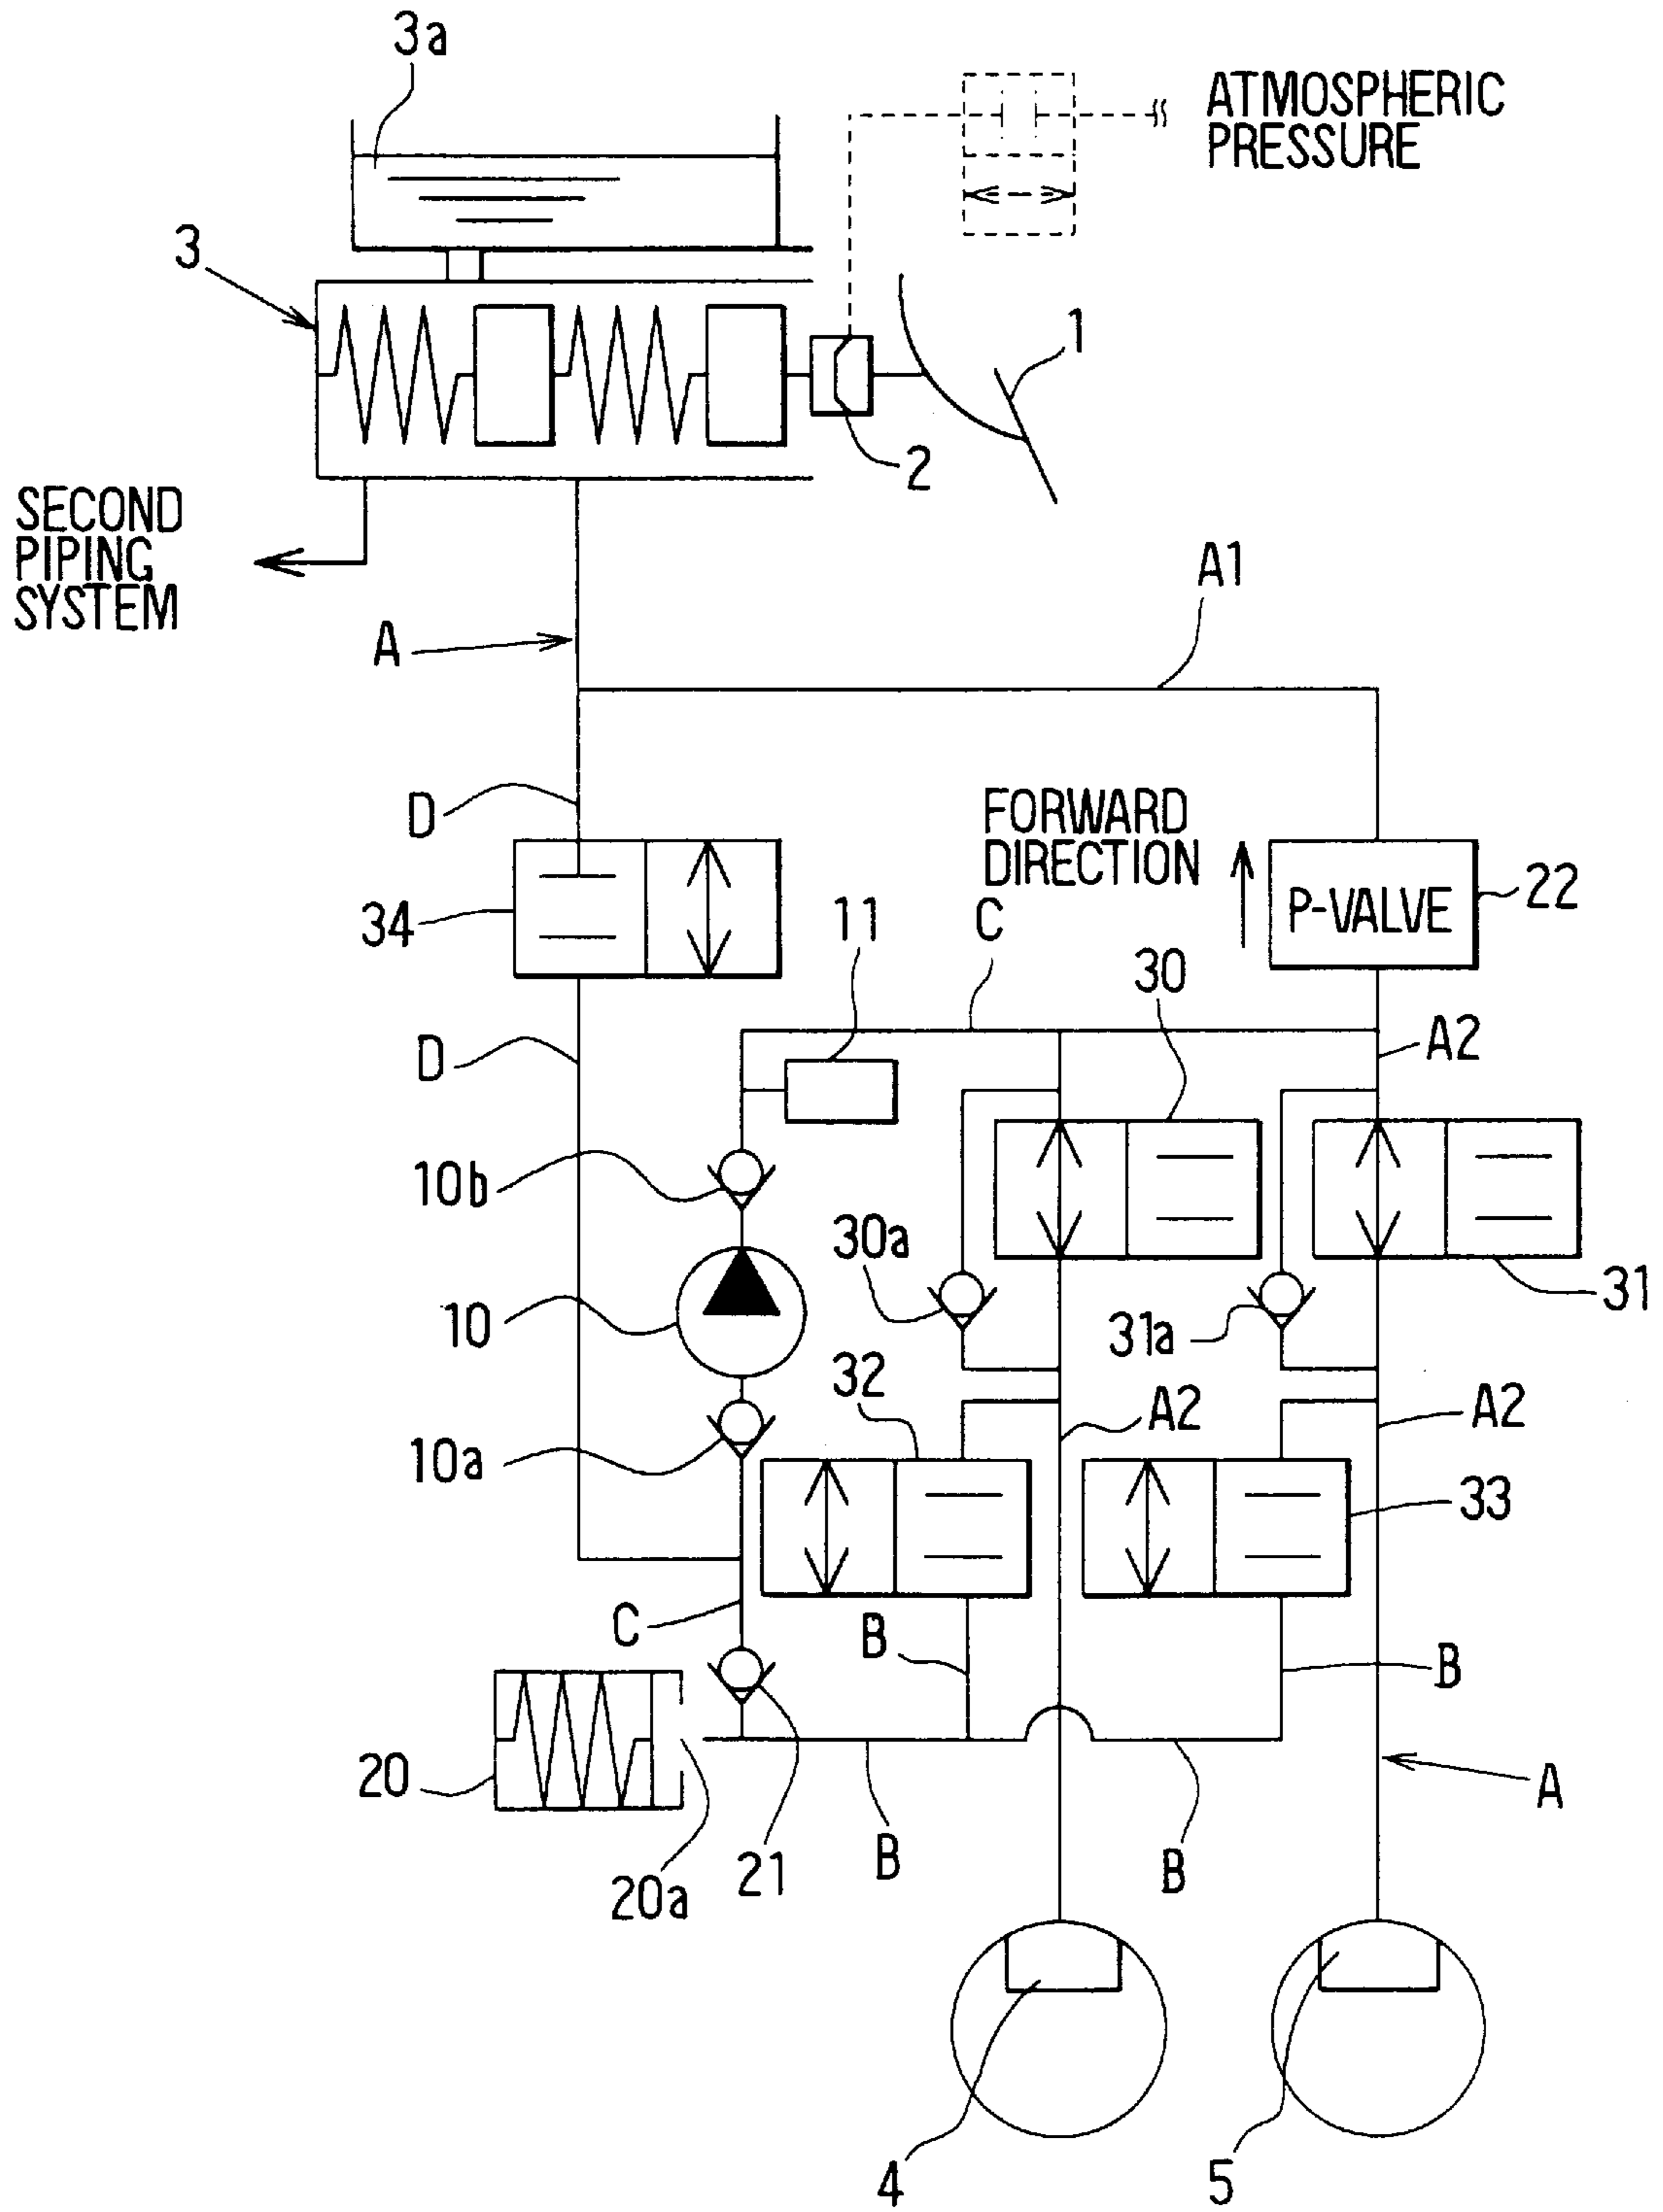 3a
ATMOSPHERIC
PRESSURE
3
1
2
SECOND
PIPING
SYSTEM
A1
A
D
FORWARD
DIRECTION
P-VALVE
22
34
11
C
30
D
A2
10b
30a
31
10
31a
32
A2
A2
10a
33
C
B
B
20
A
20a
21
B
B
4
5